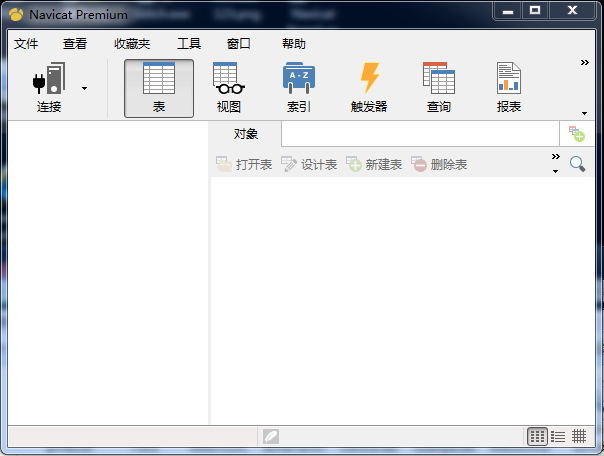 Navicat Premium
文件 查看 收藏夹 工具 窗口 帮助
连接 表 视图 索引 触发器 查询 报表
A-Z
对象
打开表 设计表 新建表 删除表